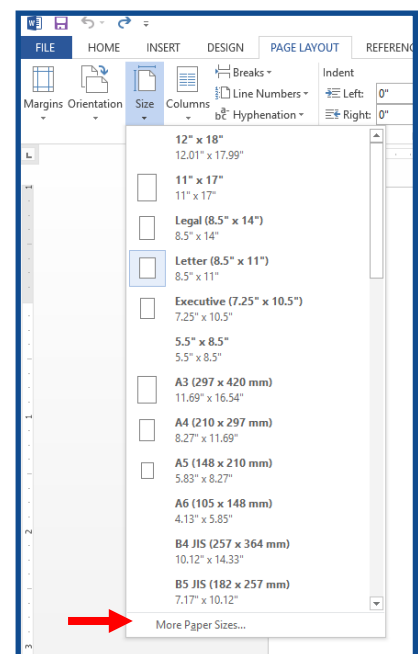 FILE HOME INSERT DESIGN PAGE LAYOUT REFERENC
Breaks Indent
Line Numbers Left: 0"
Margins Orientation Size Columns Hyphenation Right: 0"
12" x 18"
12.01" x 17.99"
11" x 17"
11" x 17"
Legal (8.5" x 14")
8.5" x 14"
Letter (8.5" x 11")
8.5" x 11"
Executive (7.25" x 10.5")
7.25" x 10.5"
5.5" x 8.5"
5.5" x 8.5"
A3 (297 x 420 mm)
11.69" x 16.54"
A4 (210 x 297 mm)
8.27" x 11.69"
A5 (148 x 210 mm)
5.83" x 8.27"
1
A6 (105 x 148 mm)
4.13" x 5.85"
2
B4 JIS (257 x 364 mm)
10.12" x 14.33"
B5 JIS (182 x 257 mm)
7.17" x 10.12"
More Paper Sizes...
3